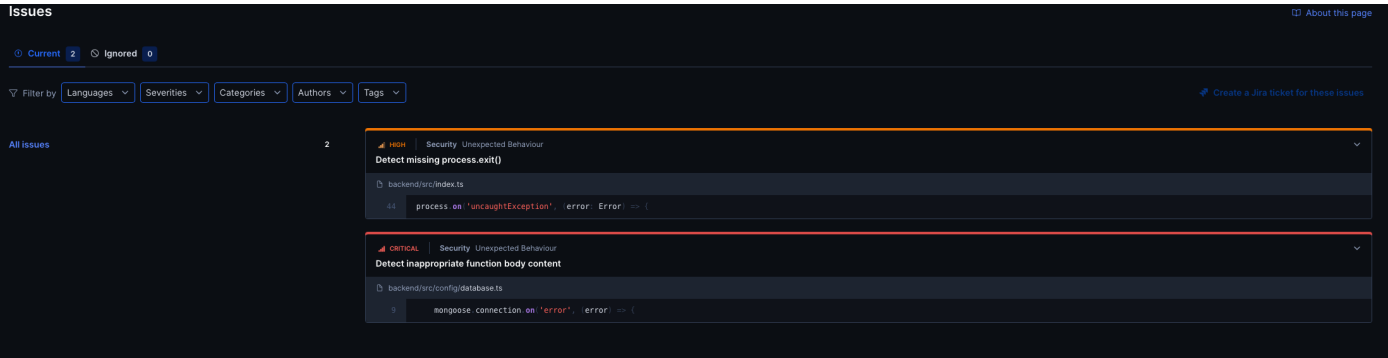 Issues
About this page
Current 2 Ignored 0
Filter by Languages Severities Categories Authors Tags
Create a Jira ticket for these issues
All issues 2
HIGH Security Unexpected Behaviour
Detect missing process.exit()
backend/src/index.ts
44 process.on('uncaughtException', (error: Error) => {
CRITICAL Security Unexpected Behaviour
Detect inappropriate function body content
backend/src/config/database.ts
9 mongoose.connection.on('error', (error) => {